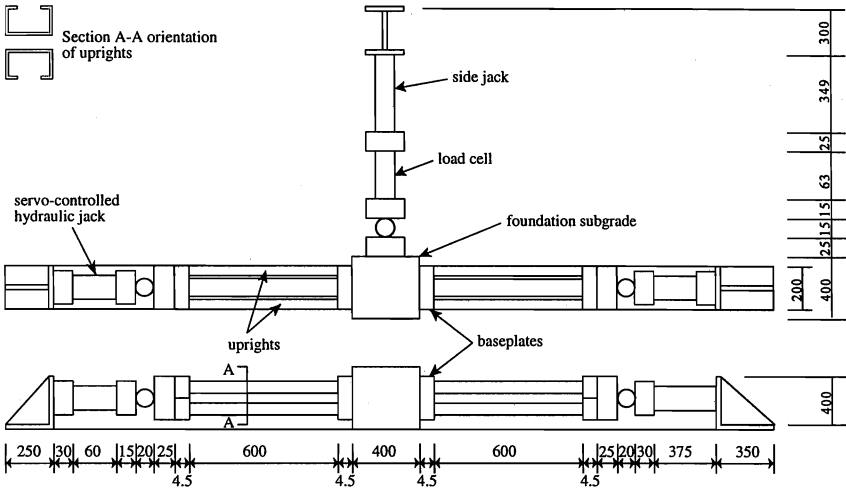 Section A-A orientation
of uprights
side jack
load cell
servo-controlled
hydraulic jack
foundation subgrade
uprights
baseplates
300
349
25
63
15
15
25
200
400
A
A
400
250
30
60
15
20
25
600
400
600
25
20
30
375
350
4.5
4.5
4.5
4.5